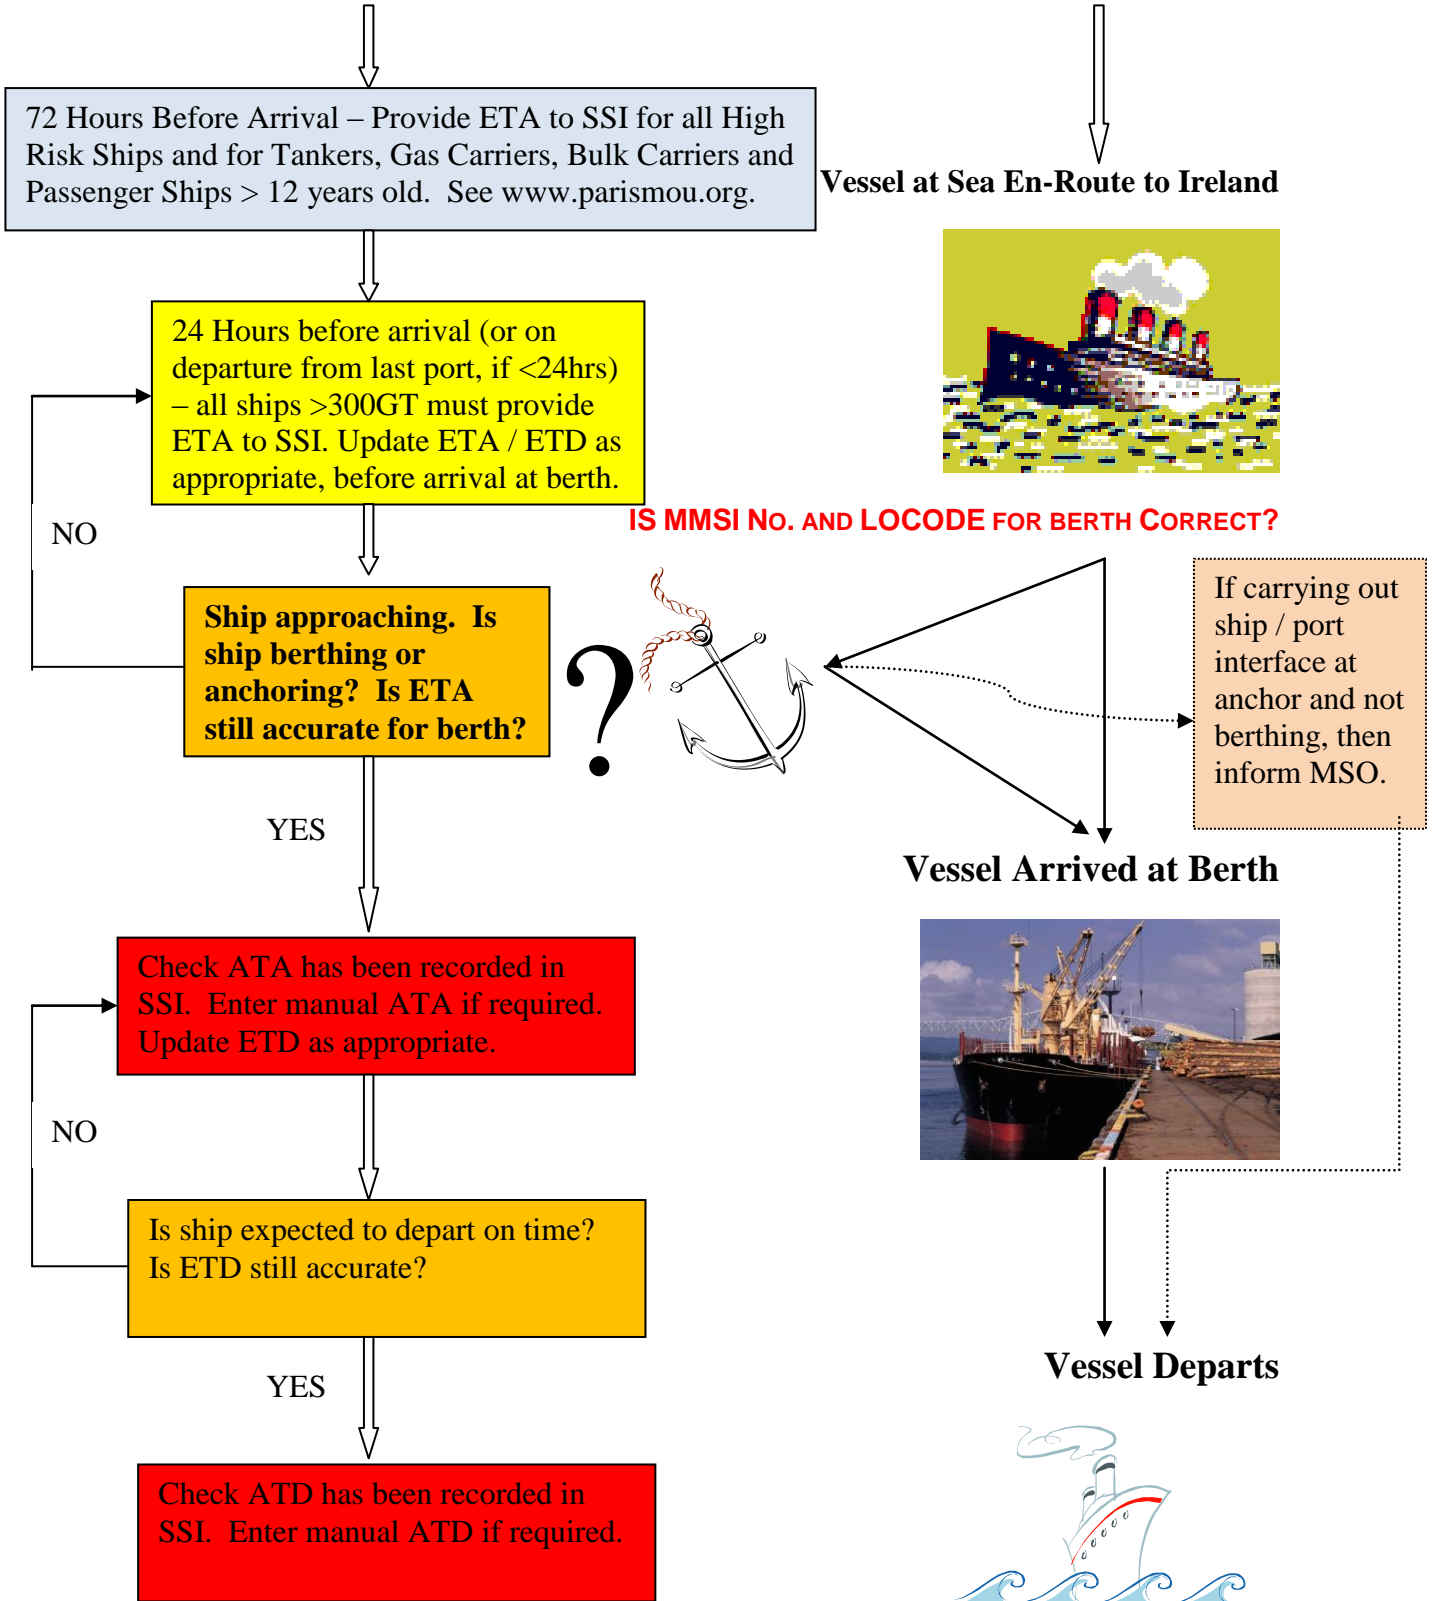 72 Hours Before Arrival – Provide ETA to SSI for all High
Risk Ships and for Tankers, Gas Carriers, Bulk Carriers and
Passenger Ships > 12 years old.  See www.parismou.org.
Vessel at Sea En-Route to Ireland
24 Hours before arrival (or on
departure from last port, if <24hrs)
– all ships >300GT must provide
ETA to SSI. Update ETA / ETD as
appropriate, before arrival at berth.
NO
IS MMSI NO. AND LOCODE FOR BERTH CORRECT?
Ship approaching.  Is
ship berthing or
anchoring?  Is ETA
still accurate for berth?
?
If carrying out
ship / port
interface at
anchor and not
berthing, then
inform MSO.
YES
Vessel Arrived at Berth
Check ATA has been recorded in
SSI.  Enter manual ATA if required.
Update ETD as appropriate.
NO
Is ship expected to depart on time?
Is ETD still accurate?
YES
Vessel Departs
Check ATD has been recorded in
SSI.  Enter manual ATD if required.